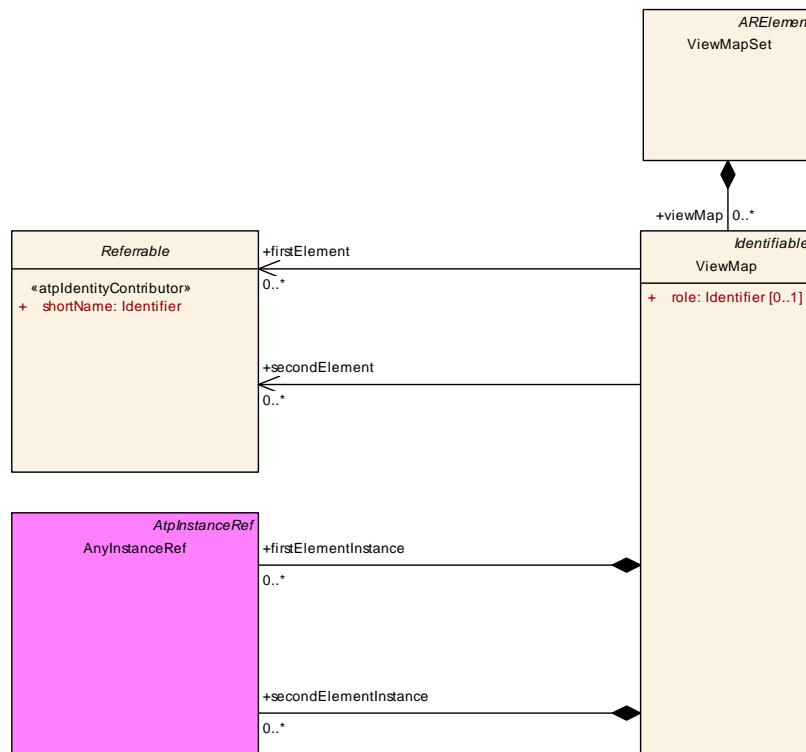 ARElemen
ViewMapSet
+viewMap 0..*
Referrable
«atpIdentityContributor»
+ shortName: Identifier
+firstElement
0..*
+secondElement
0..*
Identifiable
ViewMap
+ role: Identifier [0..1]
AtpInstanceRef
AnyInstanceRef
+firstElementInstance
0..*
+secondElementInstance
0..*